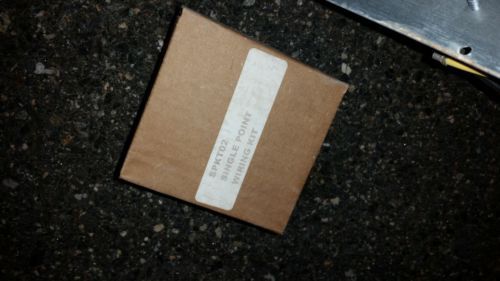 SPKT02
SINGLE POINT
WIRING KIT